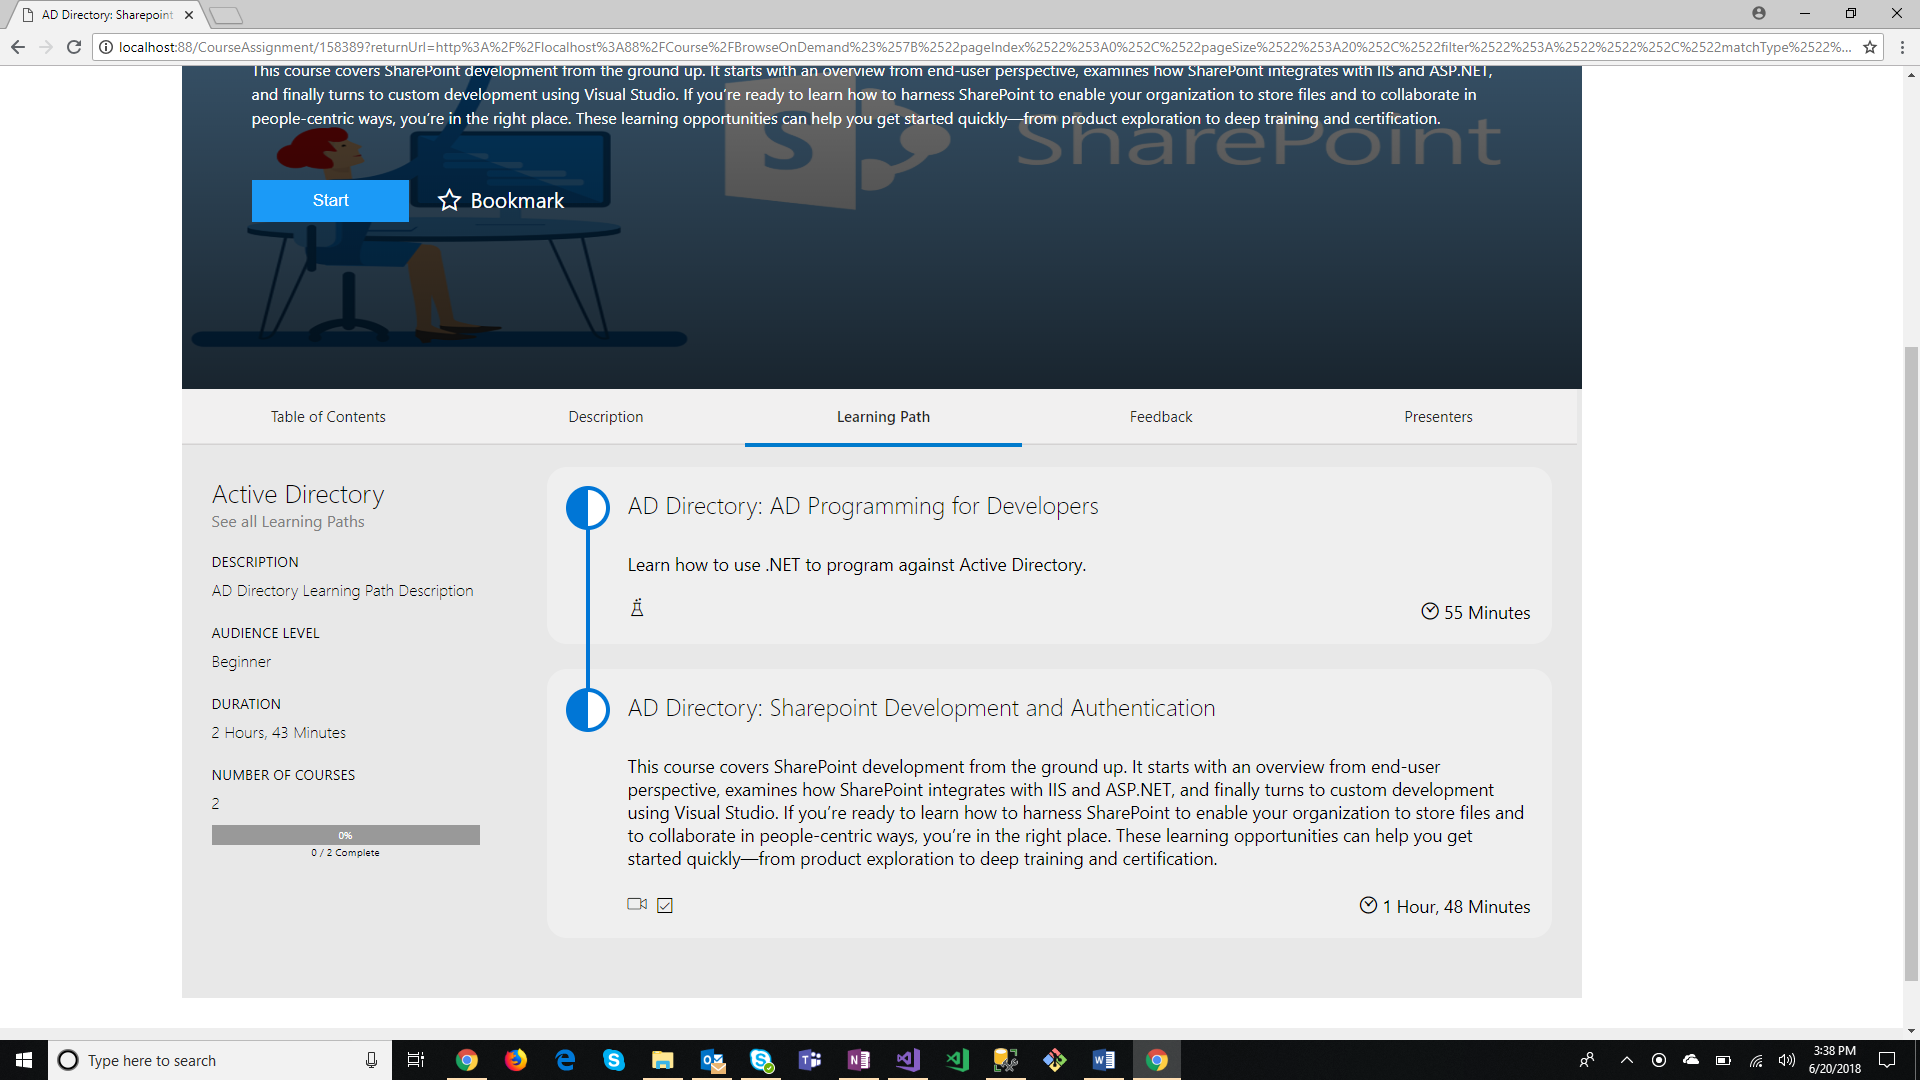 AD Directory: Sharepoint
localhost:88/CourseAssignment/158389?returnUrl=http%3A%2F%2Flocalhost%3A88%2FCourse%2FBrowseOnDemand%23%257B%2522pageIndex%2522%253A0%252C%2522pageSize%2522%253A20%252C%2522filter%2522%253A%2522%2522%252C%2522matchType%2522%...
This course covers SharePoint development from the ground up. It starts with an overview from end-user perspective, examines how SharePoint integrates with IIS and ASP.NET,
and finally turns to custom development using Visual Studio. If you’re ready to learn how to harness SharePoint to enable your organization to store files and to collaborate in
people-centric ways, you’re in the right place. These learning opportunities can help you get started quickly—from product exploration to deep training and certification.
S SharePoint
Start
Bookmark
Table of Contents
Description
Learning Path
Feedback
Presenters
Active Directory
See all Learning Paths
DESCRIPTION
AD Directory Learning Path Description
AUDIENCE LEVEL
Beginner
DURATION
2 Hours, 43 Minutes
NUMBER OF COURSES
2
0%
0 / 2 Complete
AD Directory: AD Programming for Developers
Learn how to use .NET to program against Active Directory.
55 Minutes
AD Directory: Sharepoint Development and Authentication
This course covers SharePoint development from the ground up. It starts with an overview from end-user
perspective, examines how SharePoint integrates with IIS and ASP.NET, and finally turns to custom development
using Visual Studio. If you’re ready to learn how to harness SharePoint to enable your organization to store files and
to collaborate in people-centric ways, you’re in the right place. These learning opportunities can help you get
started quickly—from product exploration to deep training and certification.
1 Hour, 48 Minutes
Type here to search
3:38 PM
6/20/2018